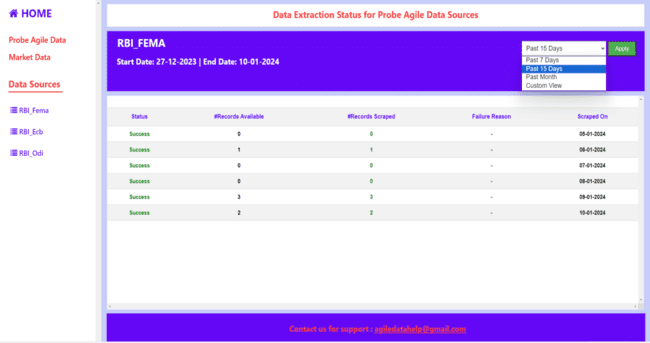 HOME
Probe Agile Data
Market Data
Data Sources
RBI_Fema
RBI_Ecb
RBI_Odi
Data Extraction Status for Probe Agile Data Sources
RBI_FEMA
Start Date: 27-12-2023 | End Date: 10-01-2024
Past 15 Days
Apply
Past 7 Days
Past 15 Days
Past Month
Custom View
Status #Records Available #Records Scraped Failure Reason Scraped On
Success 0 0 - 05-01-2024
Success 1 1 - 06-01-2024
Success 0 0 - 07-01-2024
Success 0 0 - 08-01-2024
Success 3 3 - 09-01-2024
Success 2 2 - 10-01-2024
Contact us for support : agiledatahelp@gmail.com